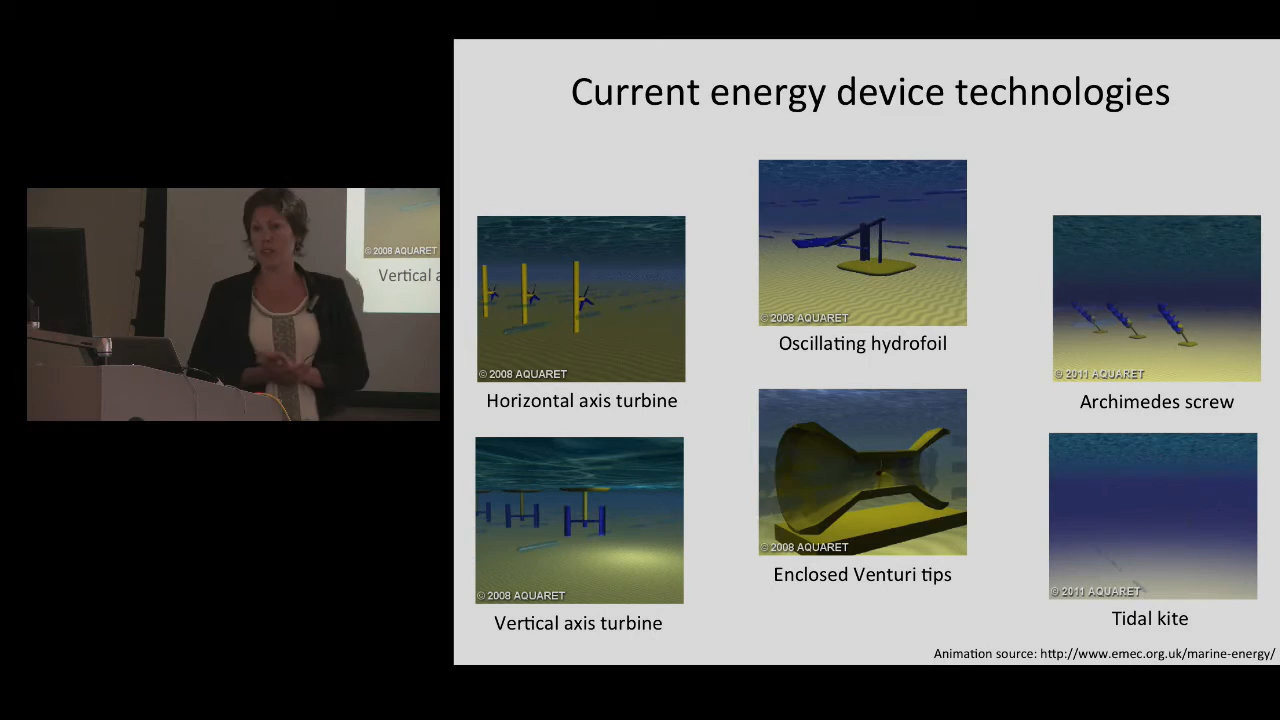 Current energy device technologies
© 2008 AQUARET
Vertical a
© 2008 AQUARET
Horizontal axis turbine
© 2008 AQUARET
Oscillating hydrofoil
© 2011 AQUARET
Archimedes screw
© 2008 AQUARET
Vertical axis turbine
© 2008 AQUARET
Enclosed Venturi tips
© 2011 AQUARET
Tidal kite
Animation source: http://www.emec.org.uk/marine-energy/